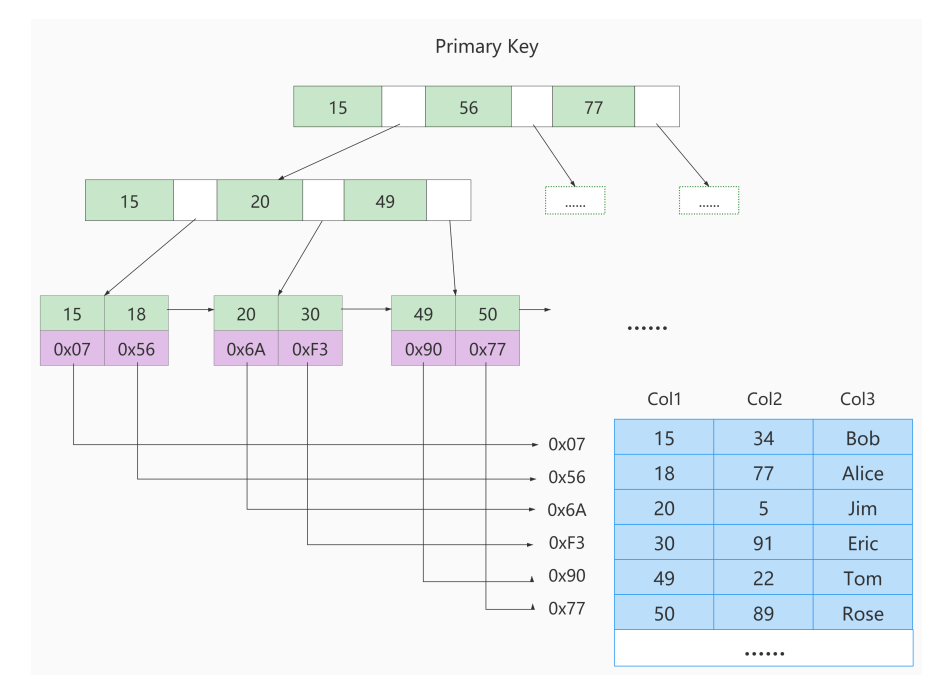 Primary Key
15 56 77
15 20 49
...... ......
15 18 20 30 49 50
......
0x07 0x56 0x6A 0xF3 0x90 0x77
Col1 Col2 Col3
0x07 15 34 Bob
0x56 18 77 Alice
0x6A 20 5 Jim
0xF3 30 91 Eric
0x90 49 22 Tom
0x77 50 89 Rose
......